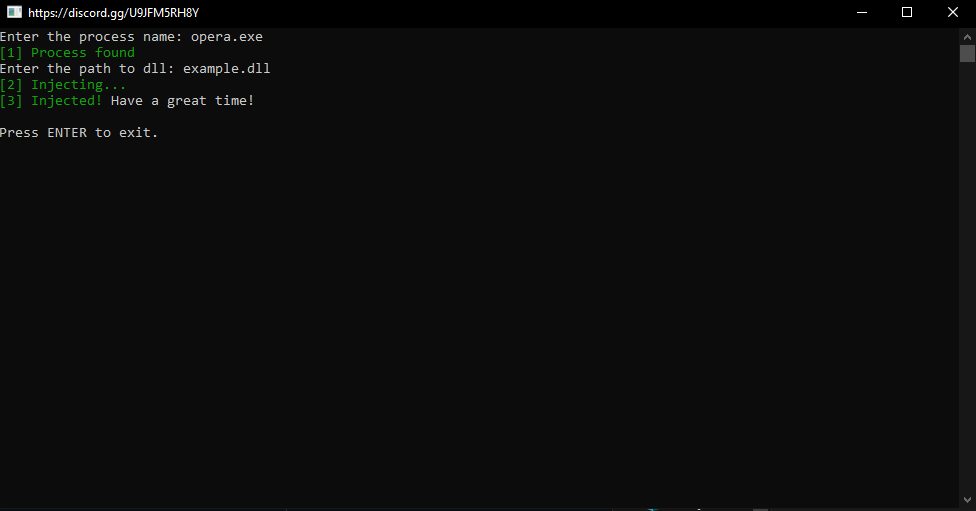 https://discord.gg/U9JFM5RH8Y
Enter the process name: opera.exe
[1] Process found
Enter the path to dll: example.dll
[2] Injecting...
[3] Injected! Have a great time!
Press ENTER to exit.